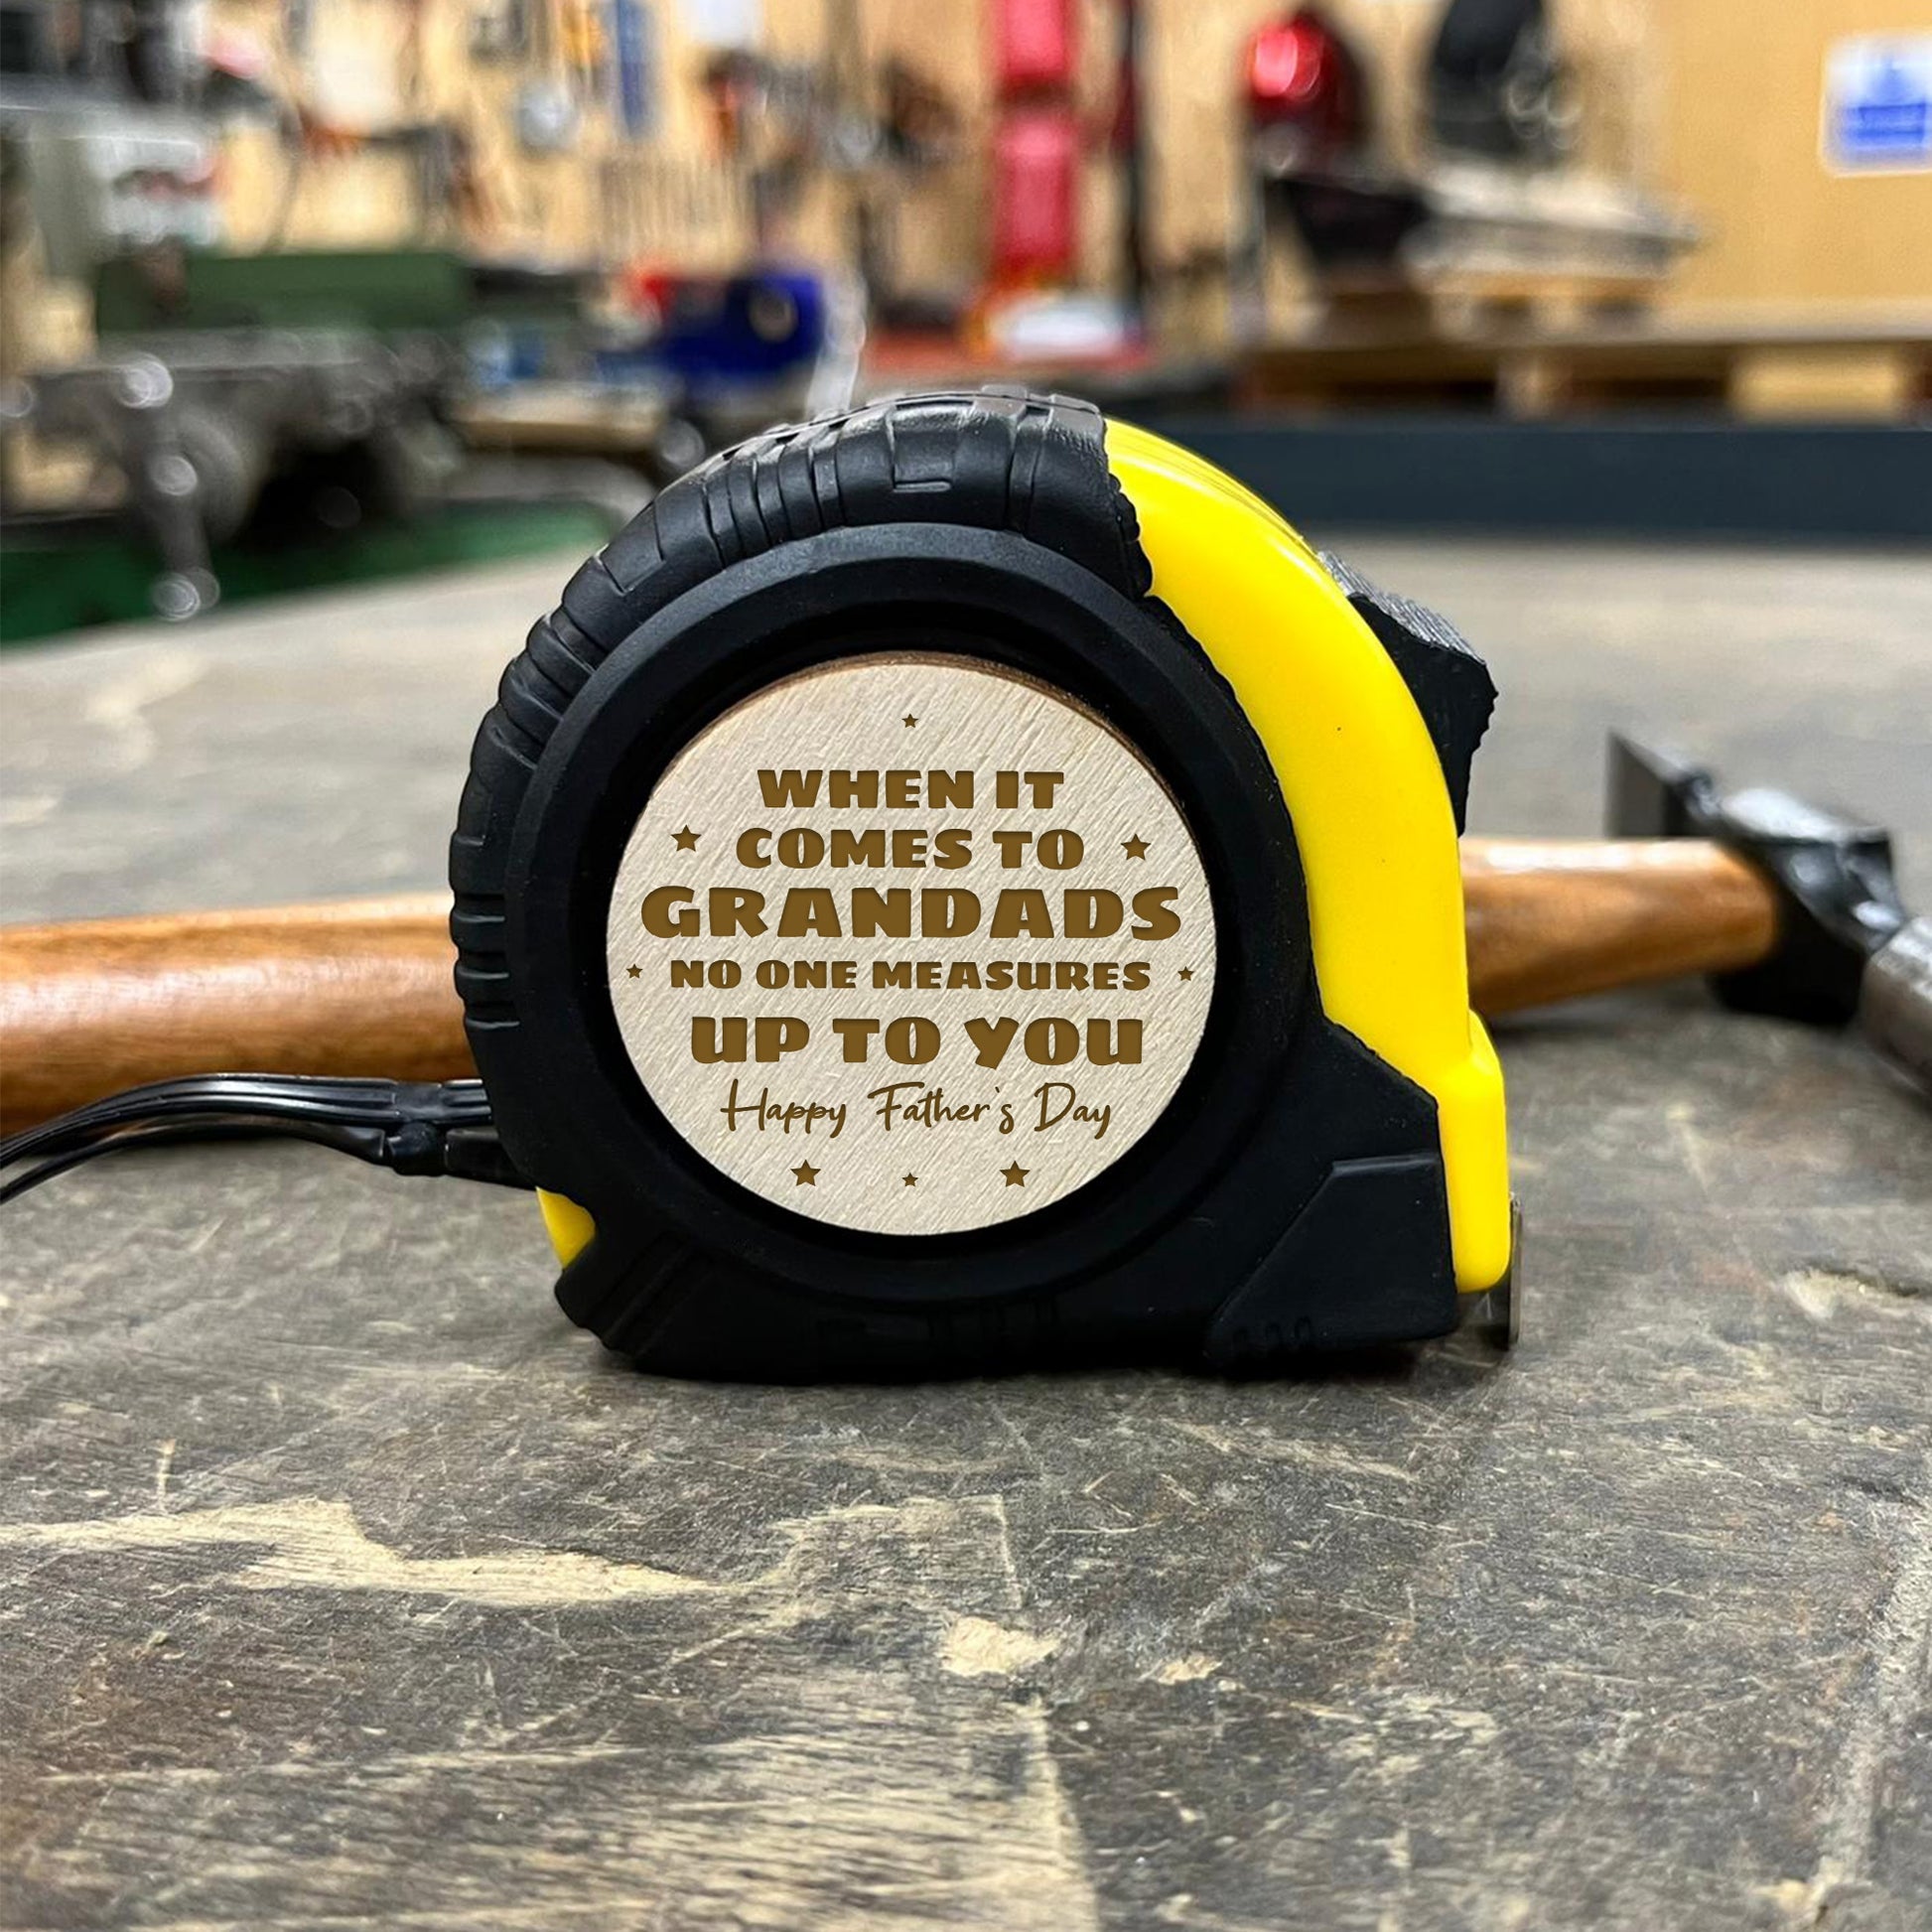 WHEN IT
COMES TO
GRANDADS
NO ONE MEASURES
UP TO YOU
Happy Father's Day